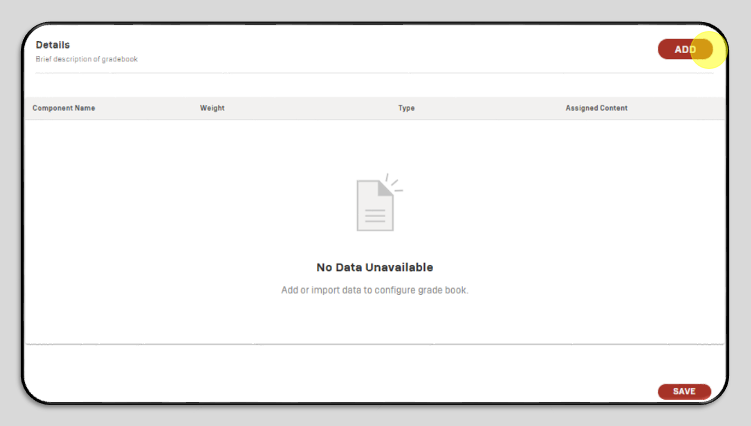 Details
Brief description of gradebook
ADD
Component Name Weight Type Assigned Content
No Data Unavailable
Add or import data to configure grade book.
SAVE